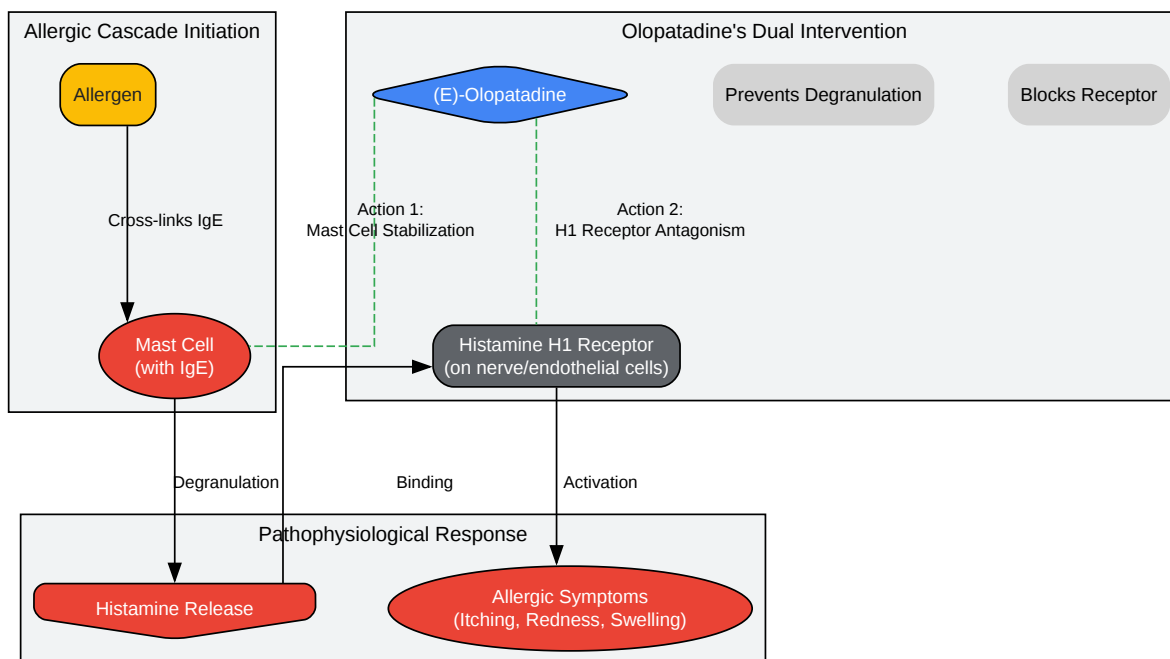 Allergic Cascade Initiation
Olopatadine's Dual Intervention
Allergen
(E)-Olopatadine
Prevents Degranulation
Blocks Receptor
Cross-links IgE
Action 1:
Mast Cell Stabilization
Action 2:
H1 Receptor Antagonism
Mast Cell
(with IgE)
Histamine H1 Receptor
(on nerve/endothelial cells)
Degranulation
Binding
Activation
Pathophysiological Response
Histamine Release
Allergic Symptoms
(Itching, Redness, Swelling)